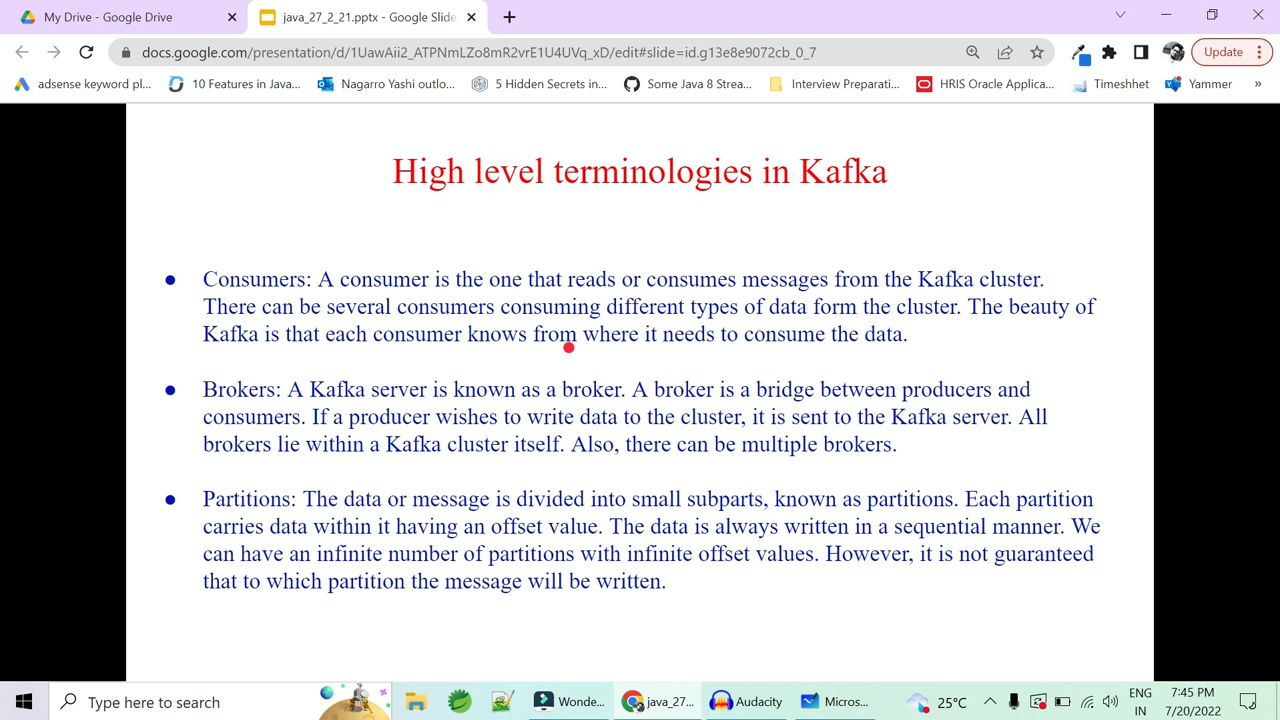 My Drive - Google Drive
java_27_2_21.pptx - Google Slide
docs.google.com/presentation/d/1UawAii2_ATPNmLZo8mR2vrE1U4UVq_xD/edit#slide=id.g13e8e9072cb_0_7
Update
adsense keyword pl...
10 Features in Java...
Nagarro Yashi outlo...
5 Hidden Secrets in...
Some Java 8 Strea...
Interview Preparati...
HRIS Oracle Applica...
Timeshhet
Yammer
»
High level terminologies in Kafka
● Consumers: A consumer is the one that reads or consumes messages from the Kafka cluster.
There can be several consumers consuming different types of data form the cluster. The beauty of
Kafka is that each consumer knows from where it needs to consume the data.
● Brokers: A Kafka server is known as a broker. A broker is a bridge between producers and
consumers. If a producer wishes to write data to the cluster, it is sent to the Kafka server. All
brokers lie within a Kafka cluster itself. Also, there can be multiple brokers.
● Partitions: The data or message is divided into small subparts, known as partitions. Each partition
carries data within it having an offset value. The data is always written in a sequential manner. We
can have an infinite number of partitions with infinite offset values. However, it is not guaranteed
that to which partition the message will be written.
Type here to search
Wonde...
java_27...
Audacity
Micros...
25°C
ENG
IN
7:45 PM
7/20/2022